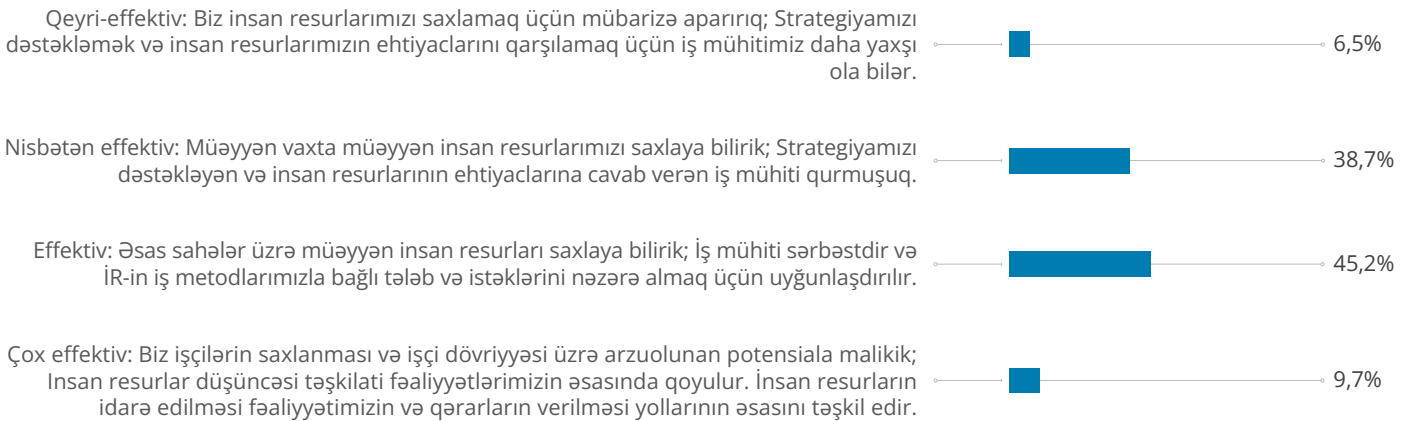 Qeyri-effektiv: Biz insan resurlarımızı saxlamaq üçün mübarizə aparırıq; Strategiyamızı
dəstəkləmək və insan resurlarımızın ehtiyaclarını qarşılamaq üçün iş mühitimiz daha yaxşı
ola bilər.
6,5%
Nisbətən effektiv: Müəyyən vaxta müəyyən insan resurlarımızı saxlaya bilirik; Strategiyamızı
dəstəkləyən və insan resurlarının ehtiyaclarına cavab verən iş mühiti qurmuşuq.
38,7%
Effektiv: Əsas sahələr üzrə müəyyən insan resurları saxlaya bilirik; İş mühiti sərbəstdir və
İR-in iş metodlarımızla bağlı tələb və istəklərini nəzərə almaq üçün uyğunlaşdırılır.
45,2%
Çox effektiv: Biz işçilərin saxlanması və işçi dövriyyəsi üzrə arzuolunan potensiala malikik;
Insan resurlar düşüncəsi təşkilati fəaliyyətlərimizin əsasında qoyulur. İnsan resurların
idarə edilməsi fəaliyyətimizin və qərarların verilməsi yollarının əsasını təşkil edir.
9,7%